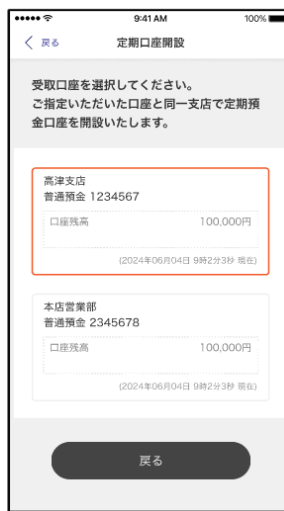 9:41 AM
100%
戻る
定期口座開設
受取口座を選択してください。
ご指定いただいた口座と同一支店で定期預
金口座を開設いたします。
高津支店
普通預金 1234567
口座残高 100,000円
(2024年06月04日 9時2分3秒 現在)
本店営業部
普通預金 2345678
口座残高 100,000円
(2024年06月04日 9時2分3秒 現在)
戻る